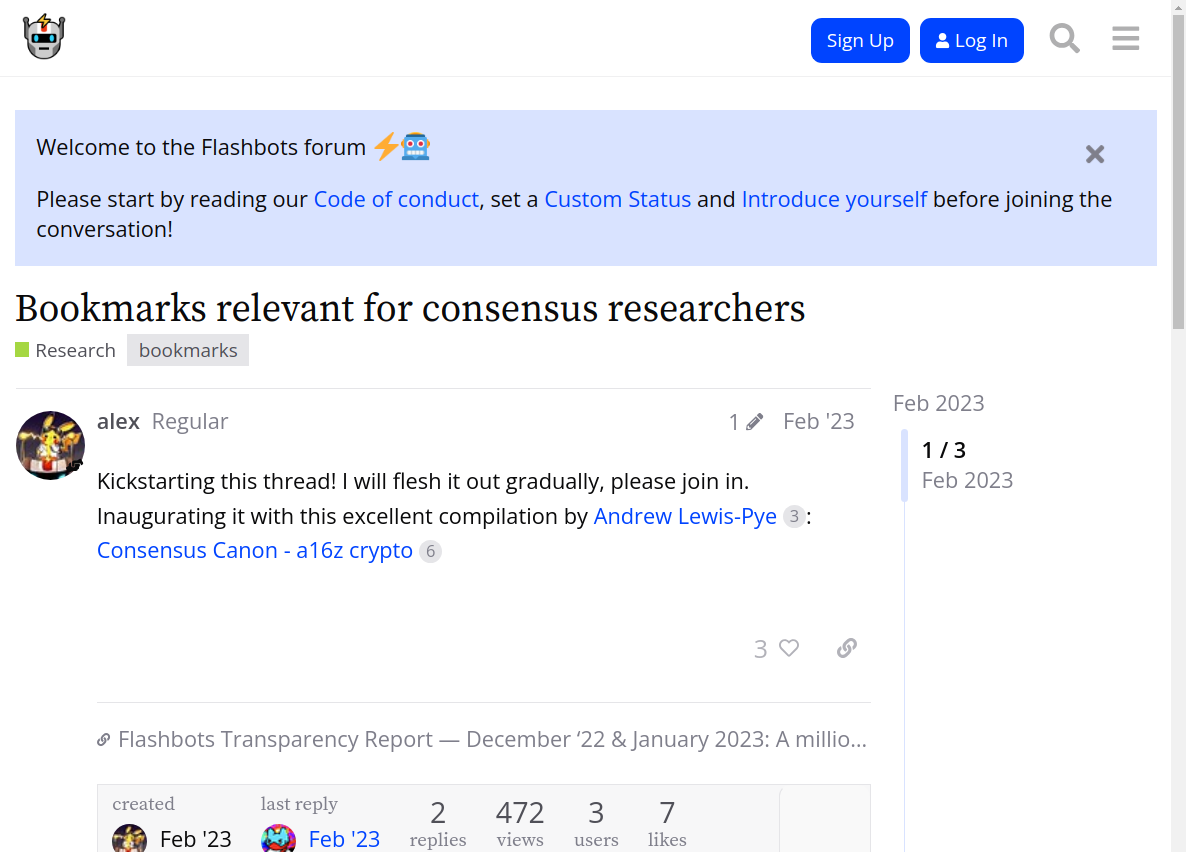 Sign Up
Log In
Welcome to the Flashbots forum
Please start by reading our Code of conduct, set a Custom Status and Introduce yourself before joining the
conversation!
Bookmarks relevant for consensus researchers
Research bookmarks
alex Regular 1 Feb '23
Kickstarting this thread! I will flesh it out gradually, please join in.
Inaugurating it with this excellent compilation by Andrew Lewis-Pye 3 :
Consensus Canon - a16z crypto 6
3
Flashbots Transparency Report — December ‘22 & January 2023: A millio…
created last reply 2 472 3 7
Feb '23 Feb '23 replies views users likes
Feb 2023
1 / 3
Feb 2023